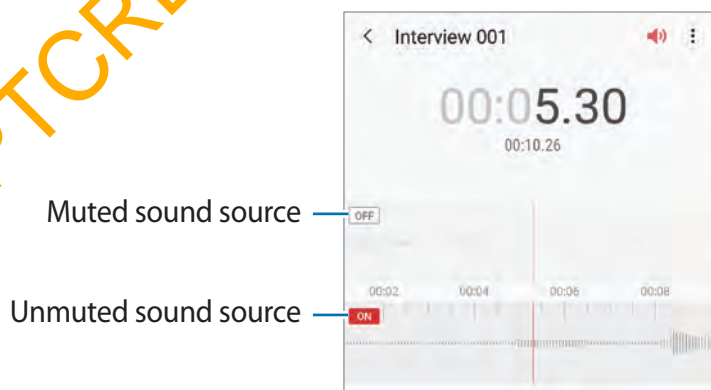 Interview 001
00:05.30
00:10.26
Muted sound source
OFF
00:02 00:04 00:06 00:08
Unmuted sound source
ON